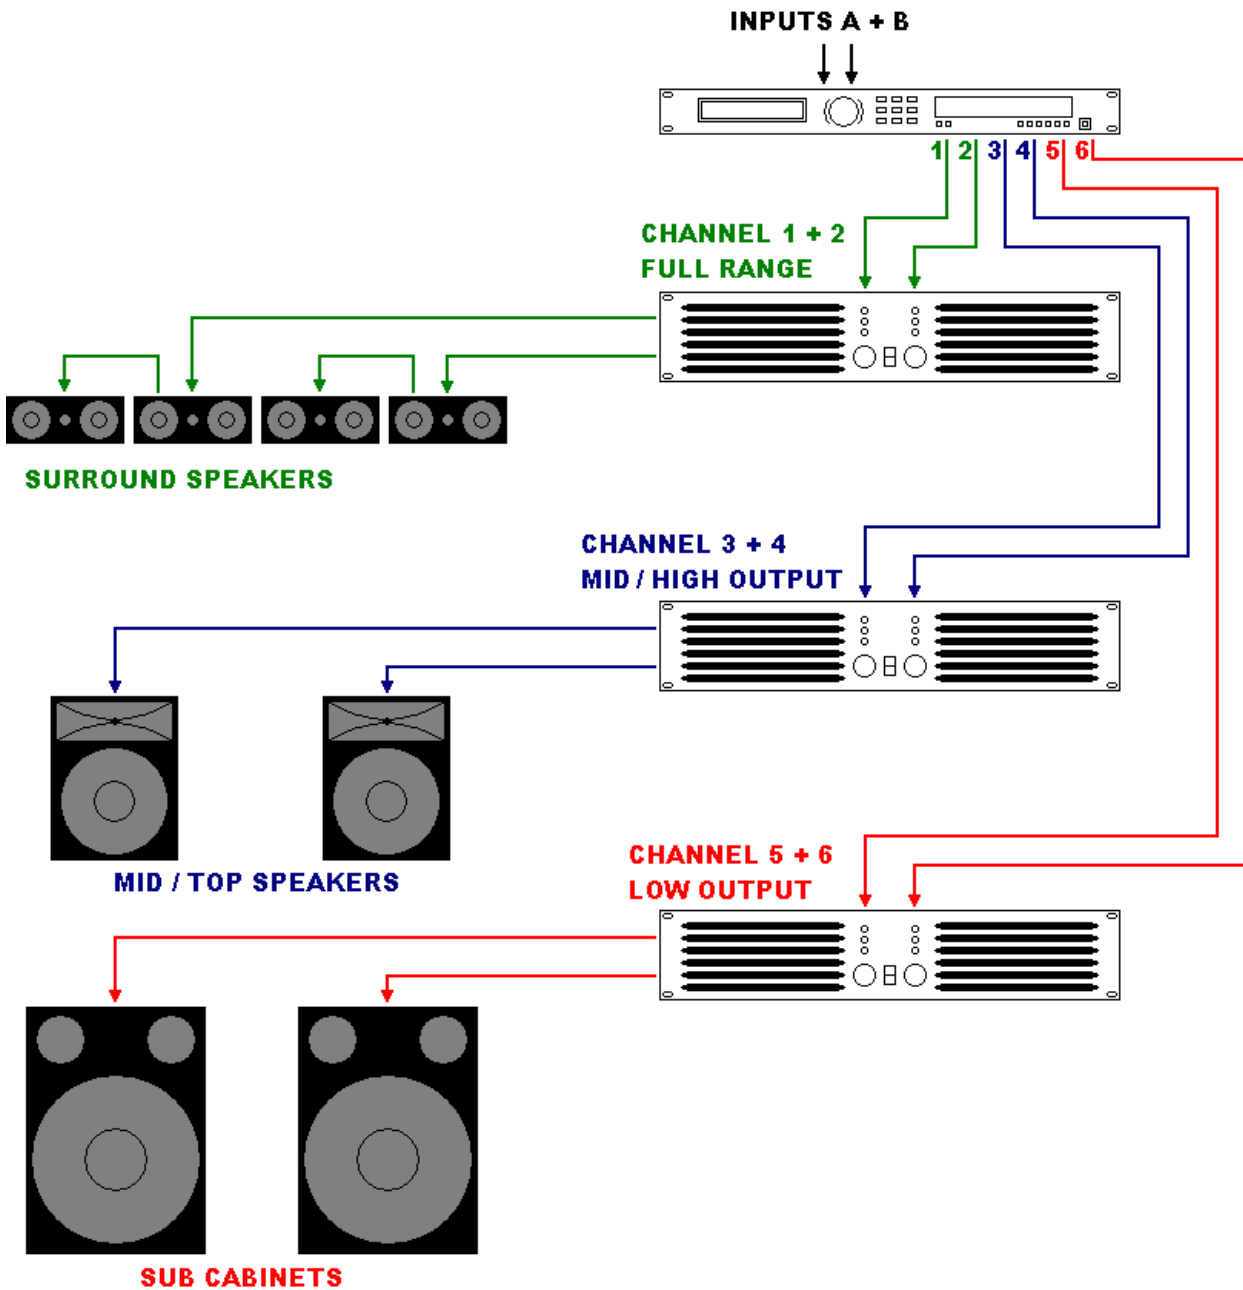 INPUTS A + B
1 2 3 4 5 6
CHANNEL 1 + 2
FULL RANGE
SURROUND SPEAKERS
CHANNEL 3 + 4
MID / HIGH OUTPUT
MID / TOP SPEAKERS
CHANNEL 5 + 6
LOW OUTPUT
SUB CABINETS